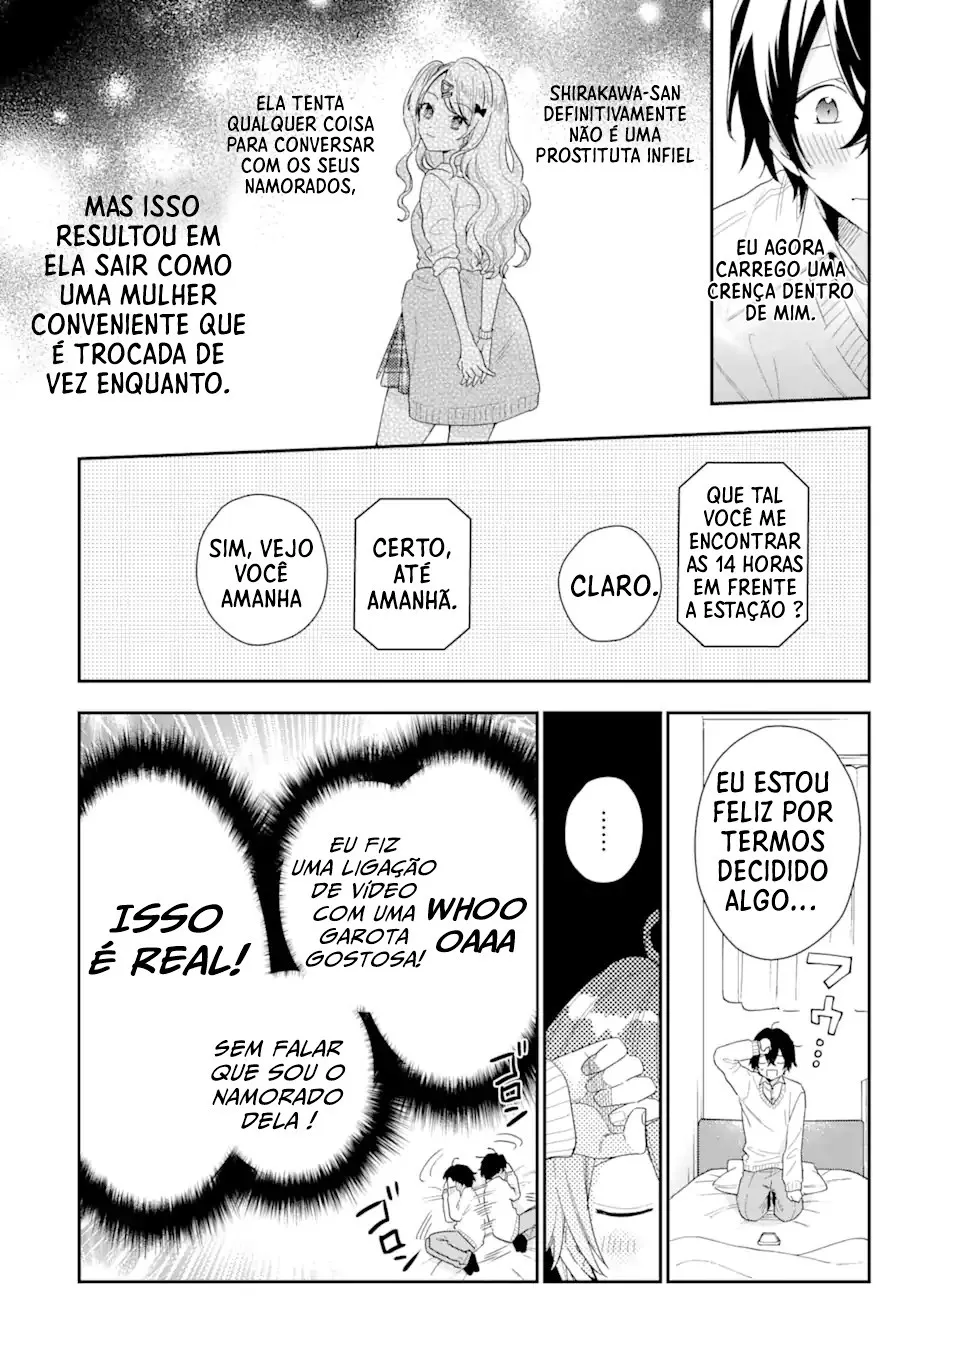 EU AGORA
CARREGO UMA
CRENÇA DENTRO
DE MIM.
SHIRAKAWA-SAN
DEFINITIVAMENTE
NÃO É UMA
PROSTITUTA INFIEL
ELA TENTA
QUALQUER COISA
PARA CONVERSAR
COM OS SEUS
NAMORADOS,
MAS ISSO
RESULTOU EM
ELA SAIR COMO
UMA MULHER
CONVENIENTE QUE
É TROCADA DE
VEZ ENQUANTO.
QUE TAL
VOCÊ ME
ENCONTRAR
AS 14 HORAS
EM FRENTE
A ESTAÇÃO ?
CLARO.
CERTO,
ATÉ
AMANHÃ.
SIM, VEJO
VOCÊ
AMANHA
EU ESTOU
FELIZ POR
TERMOS
DECIDIDO
ALGO...
フゥ...
........
WHOO
OAAA
EU FIZ
UMA LIGAÇÃO
DE VÍDEO
COM UMA
GAROTA
GOSTOSA!
ISSO
É REAL!
SEM FALAR
QUE SOU O
NAMORADO
DELA !
ゴロン
ゴロン